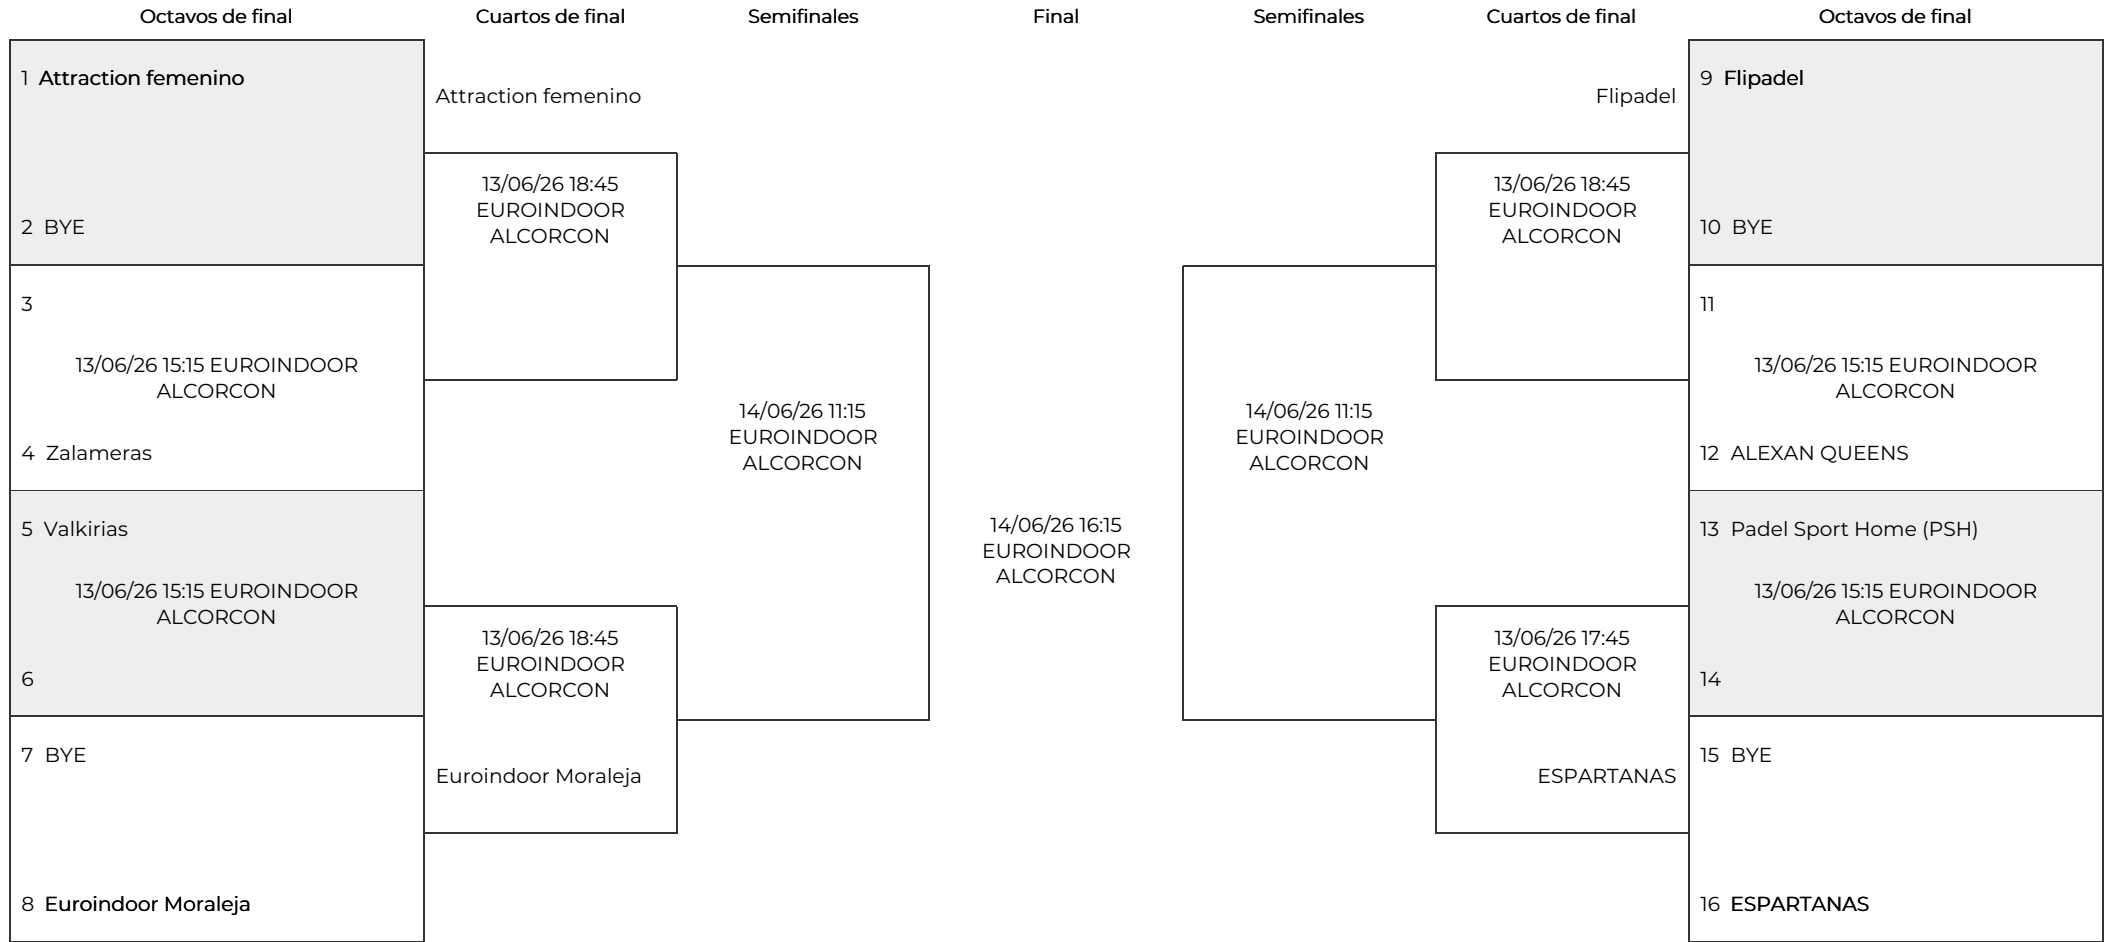 Octavos de final
Cuartos de final
Semifinales
Final
Semifinales
Cuartos de final
Octavos de final
1 Attraction femenino
2 BYE
3
13/06/26 15:15 EUROINDOOR
ALCORCON
4 Zalameras
5 Valkirias
13/06/26 15:15 EUROINDOOR
ALCORCON
6
7 BYE
8 Euroindoor Moraleja
Attraction femenino
13/06/26 18:45
EUROINDOOR
ALCORCON
13/06/26 18:45
EUROINDOOR
ALCORCON
Euroindoor Moraleja
14/06/26 11:15
EUROINDOOR
ALCORCON
14/06/26 16:15
EUROINDOOR
ALCORCON
14/06/26 11:15
EUROINDOOR
ALCORCON
Flipadel
13/06/26 18:45
EUROINDOOR
ALCORCON
13/06/26 17:45
EUROINDOOR
ALCORCON
ESPARTANAS
9 Flipadel
10 BYE
11
13/06/26 15:15 EUROINDOOR
ALCORCON
12 ALEXAN QUEENS
13 Padel Sport Home (PSH)
13/06/26 15:15 EUROINDOOR
ALCORCON
14
15 BYE
16 ESPARTANAS